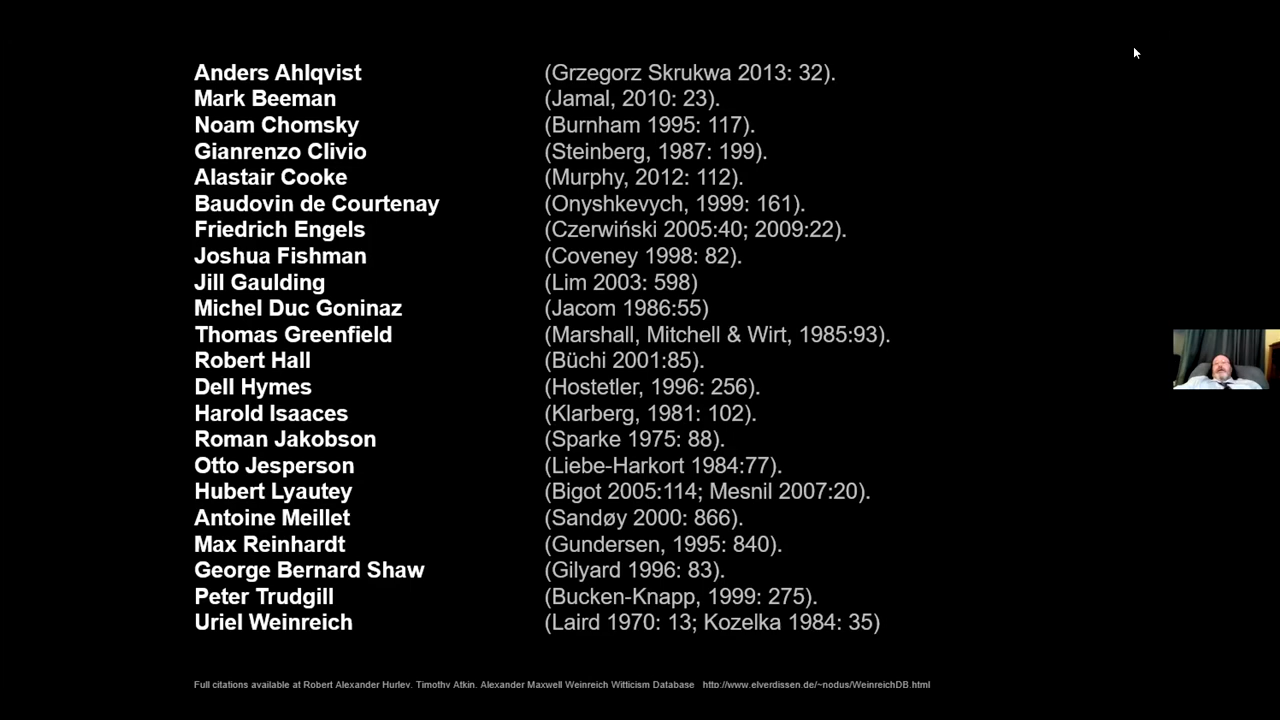 Anders Ahlqvist (Grzegorz Skrukwa 2013: 32).
Mark Beeman (Jamal, 2010: 23).
Noam Chomsky (Burnham 1995: 117).
Gianrenzo Clivio (Steinberg, 1987: 199).
Alastair Cooke (Murphy, 2012: 112).
Baudovin de Courtenay (Onyshkevych, 1999: 161).
Friedrich Engels (Czerwiński 2005:40; 2009:22).
Joshua Fishman (Coveney 1998: 82).
Jill Gaulding (Lim 2003: 598)
Michel Duc Goninaz (Jacom 1986:55)
Thomas Greenfield (Marshall, Mitchell & Wirt, 1985:93).
Robert Hall (Büchi 2001:85).
Dell Hymes (Hostetler, 1996: 256).
Harold Isaaces (Klarberg, 1981: 102).
Roman Jakobson (Sparke 1975: 88).
Otto Jesperson (Liebe-Harkort 1984:77).
Hubert Lyautey (Bigot 2005:114; Mesnil 2007:20).
Antoine Meillet (Sandøy 2000: 866).
Max Reinhardt (Gundersen, 1995: 840).
George Bernard Shaw (Gilyard 1996: 83).
Peter Trudgill (Bucken-Knapp, 1999: 275).
Uriel Weinreich (Laird 1970: 13; Kozelka 1984: 35)
Full citations available at Robert Alexander Hurley, Timothy Atkin, Alexander Maxwell Weinreich Witticism Database http://www.elverdissen.de/~nodus/WeinreichDB.html